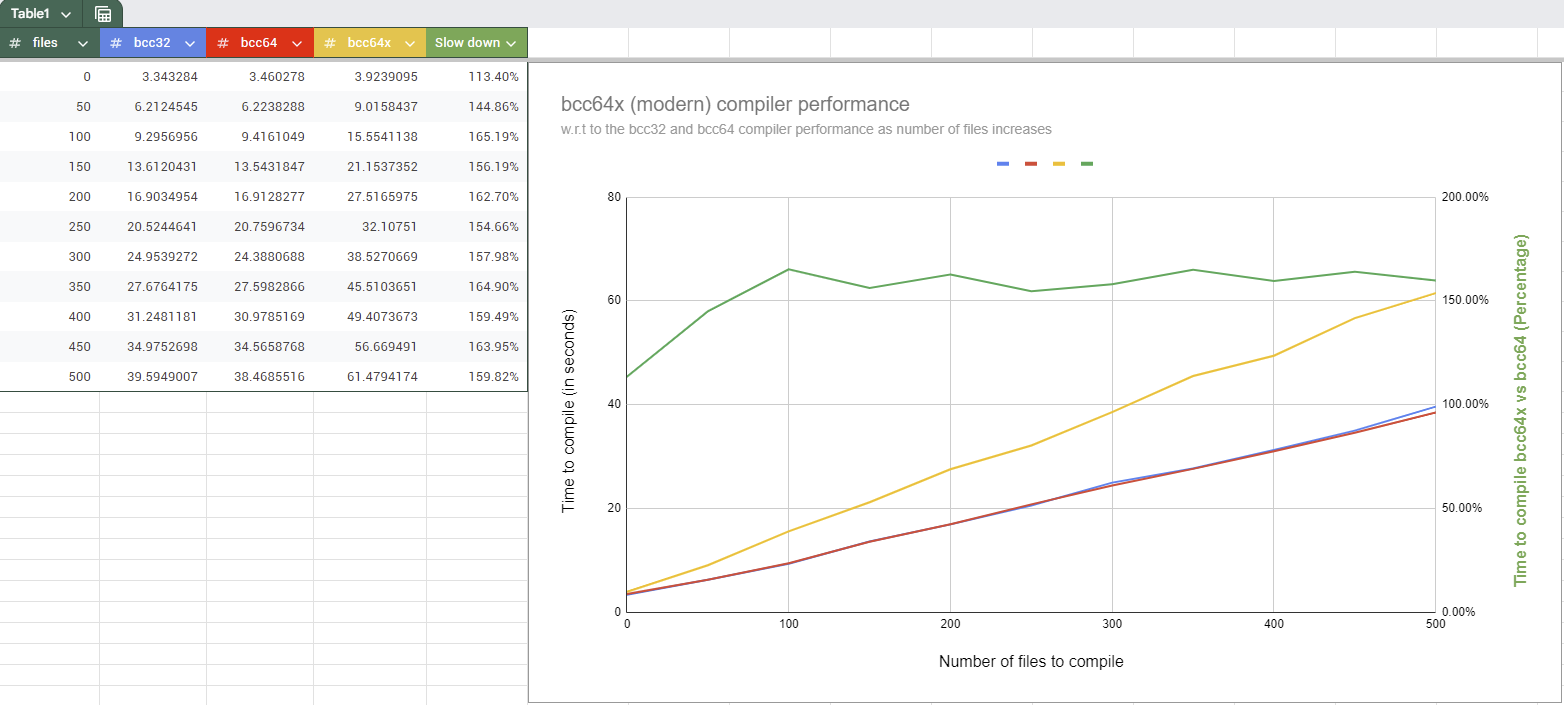 Table1
# files # bcc32 # bcc64 # bcc64x Slow down
0 3.343284 3.460278 3.9239095 113.40%
50 6.2124545 6.2238288 9.0158437 144.86%
100 9.2956956 9.4161049 15.5541138 165.19%
150 13.6120431 13.5431847 21.1537352 156.19%
200 16.9034954 16.9128277 27.5165975 162.70%
250 20.5244641 20.7596734 32.10751 154.66%
300 24.9539272 24.3880688 38.5270669 157.98%
350 27.6764175 27.5982866 45.5103651 164.90%
400 31.2481181 30.9785169 49.4073673 159.49%
450 34.9752698 34.5658768 56.669491 163.95%
500 39.5949007 38.4685516 61.4794174 159.82%
bcc64x (modern) compiler performance
w.r.t to the bcc32 and bcc64 compiler performance as number of files increases
80
60
40
20
0
Time to compile (in seconds)
200.00%
150.00%
100.00%
50.00%
0.00%
Time to compile bcc64x vs bcc64 (Percentage)
0 100 200 300 400 500
Number of files to compile